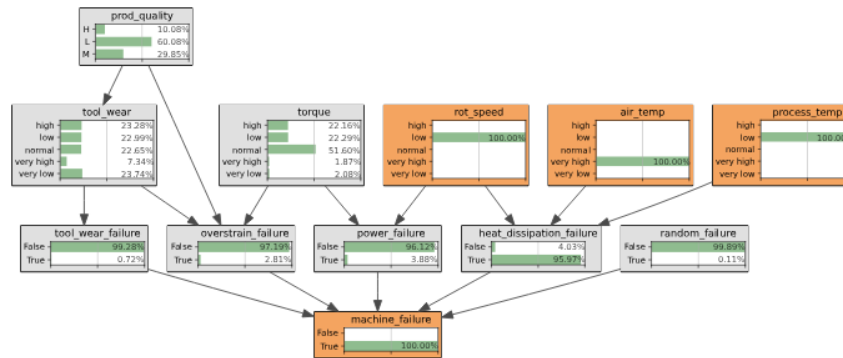 prod_quality
H 10.08%
L 60.08%
M 29.85%
tool_wear
high 23.28%
low 22.99%
normal 22.65%
very high 7.34%
very low 23.74%
torque
high 22.16%
low 22.29%
normal 51.60%
very high 1.87%
very low 2.08%
rot_speed
high
low 100.00%
normal
very high
very low
air_temp
high
low
normal
very high 100.00%
very low
process_temp
high
low 100.00
normal
very high
very low
tool_wear_failure
False 99.28%
True 0.72%
overstrain_failure
False 97.19%
True 2.81%
power_failure
False 96.12%
True 3.88%
heat_dissipation_failure
False 4.03%
True 95.97%
random_failure
False 99.89%
True 0.11%
machine_failure
False
True 100.00%